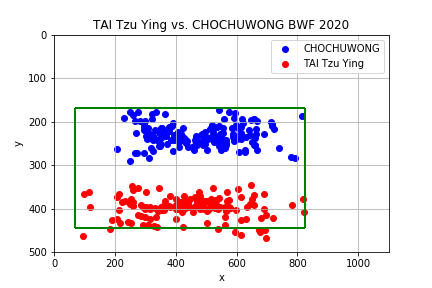 TAI Tzu Ying vs. CHOCHUWONG BWF 2020
CHOCHUWONG
TAI Tzu Ying
0
100
200
300
400
500
y
0 200 400 600 800 1000
x